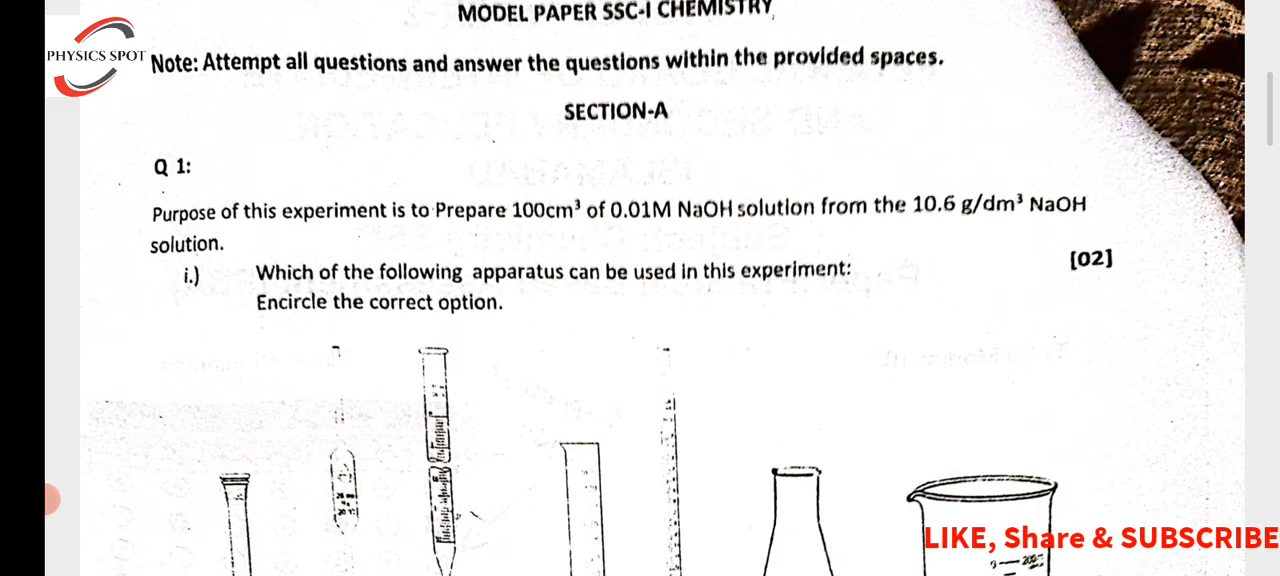 MODEL PAPER SSC-I CHEMISTRY
PHYSICS SPOT
Note: Attempt all questions and answer the questions within the provided spaces.
SECTION-A
Q 1:
Purpose of this experiment is to Prepare 100cm³ of 0.01M NaOH solution from the 10.6 g/dm³ NaOH
solution.
i.) Which of the following apparatus can be used in this experiment: [02]
Encircle the correct option.
LIKE, Share & SUBSCRIBE